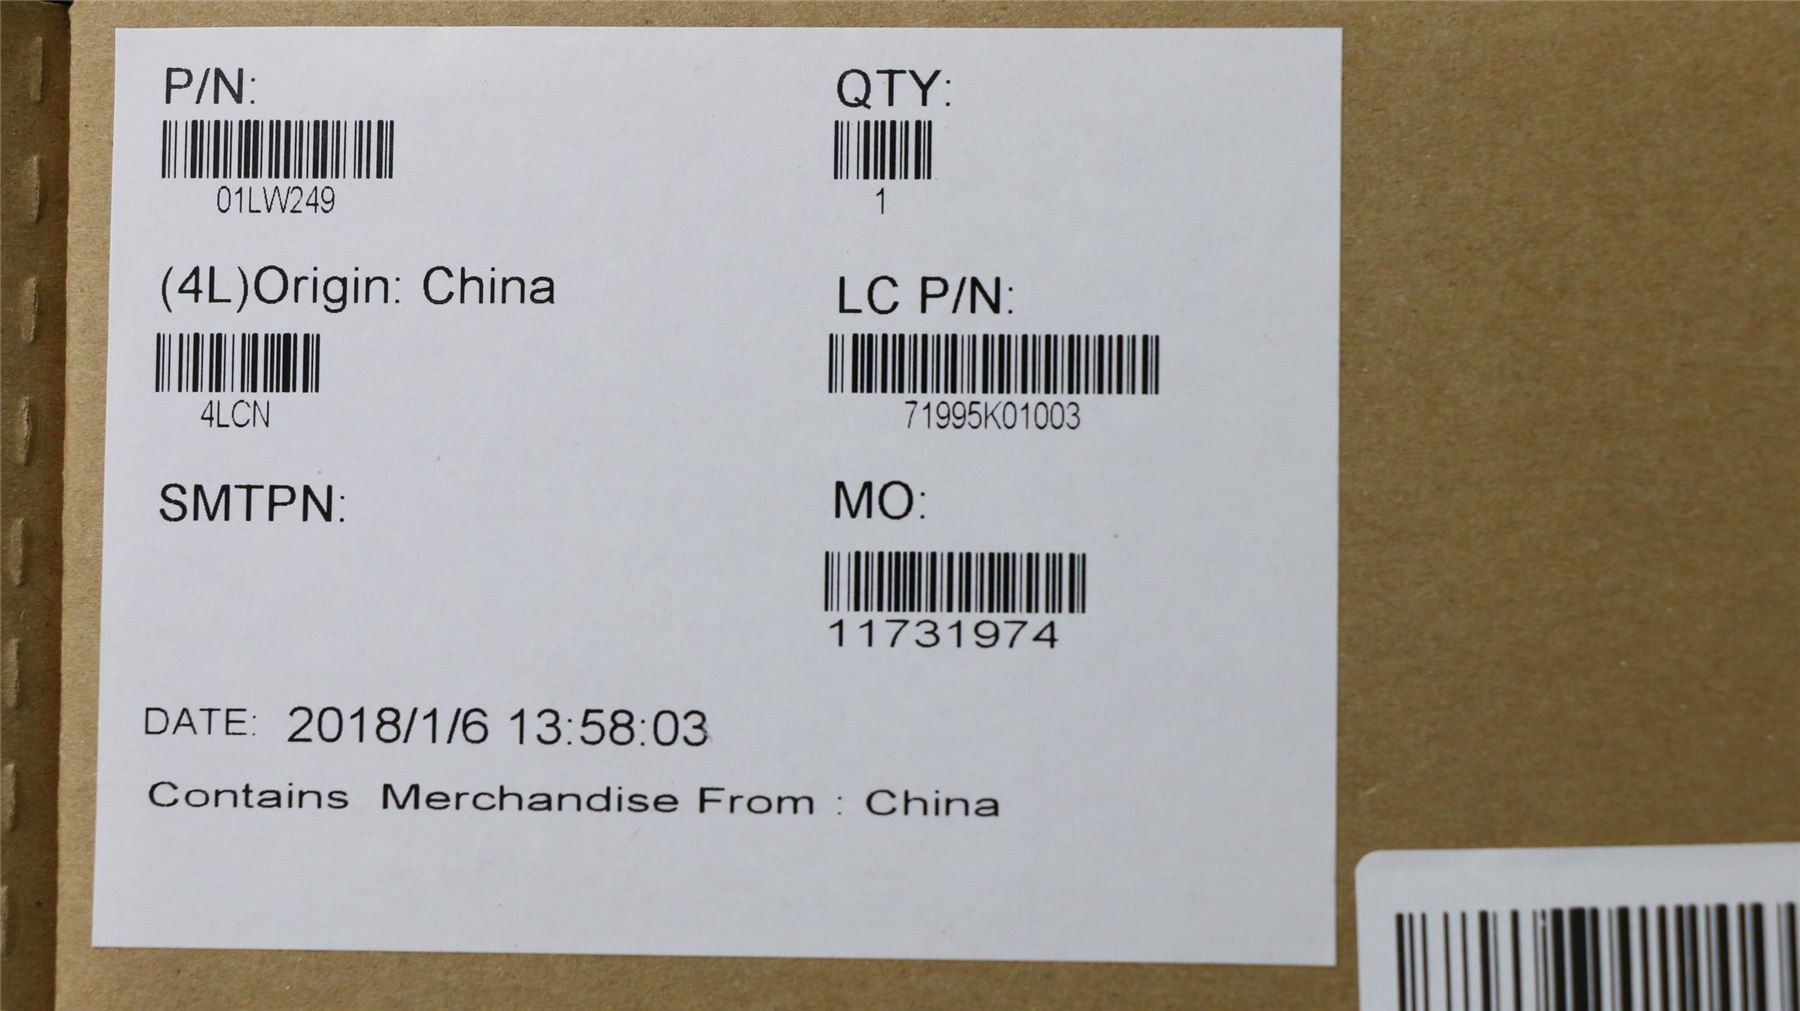 P/N:
01LW249
QTY:
1
(4L)Origin: China
4LCN
LC P/N:
71995K01003
SMTPN:
MO:
11731974
DATE: 2018/1/6 13:58:03
Contains Merchandise From : China